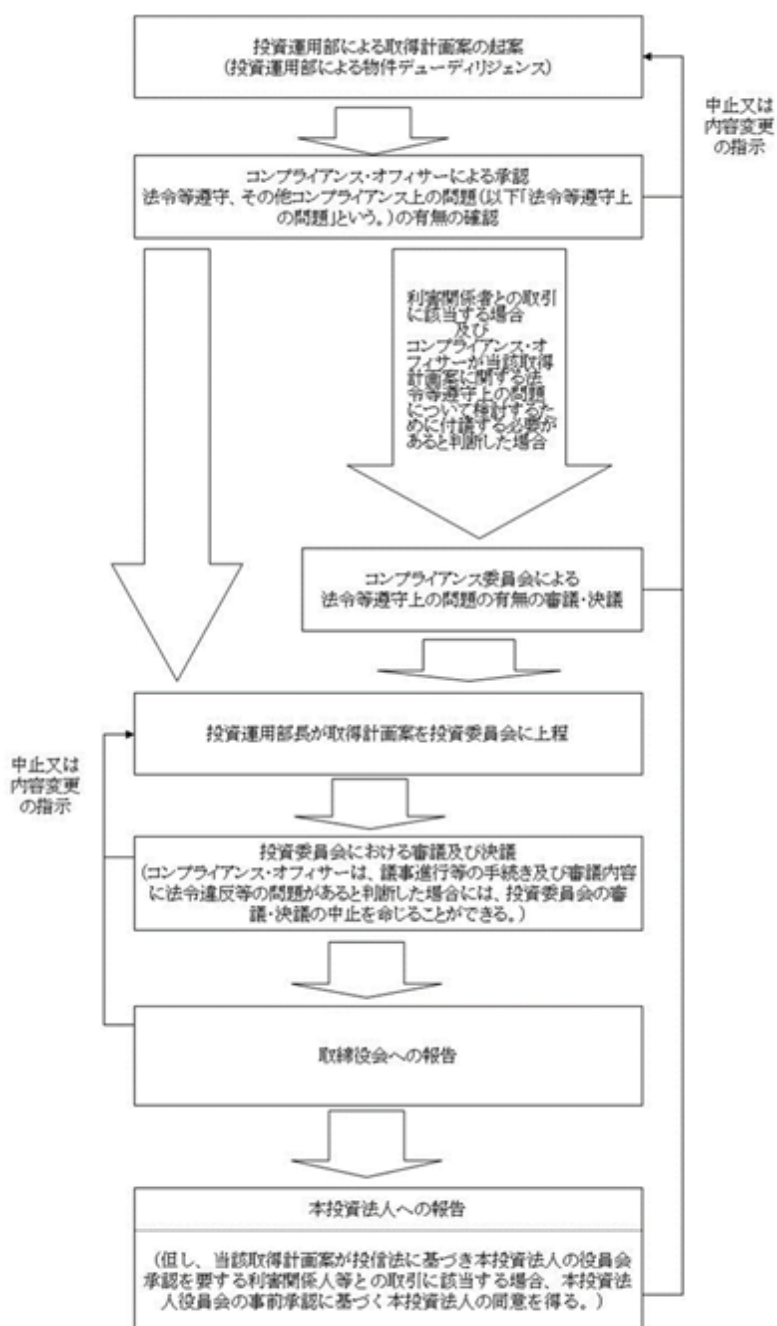 投資運用部による取得計画案の起案
(投資運用部による物件デューディリジェンス)
中止又は
内容変更
の指示
コンプライアンス・オフィサーによる承認
法令等遵守、その他コンプライアンス上の問題(以下「法令等遵守上
の問題」という。)の有無の確認
利害関係者との取引
に該当する場合
及び
コンプライアンス・オ
フィサーが当該取得
計画案に関する法
令等遵守上の問題
について検討するた
めに付議する必要が
あると判断した場合
コンプライアンス委員会による
法令等遵守上の問題の有無の審議・決議
投資運用部長が取得計画案を投資委員会に上程
中止又は
内容変更
の指示
投資委員会における審議及び決議
(コンプライアンス・オフィサーは、議事進行等の手続き及び審議内容
に法令違反等の問題があると判断した場合には、投資委員会の審
議・決議の中止を命じることができる。)
取締役会への報告
本投資法人への報告
(但し、当該取得計画案が投信法に基づき本投資法人の役員会
承認を要する利害関係人等との取引に該当する場合、本投資法
人役員会の事前承認に基づく本投資法人の同意を得る。)